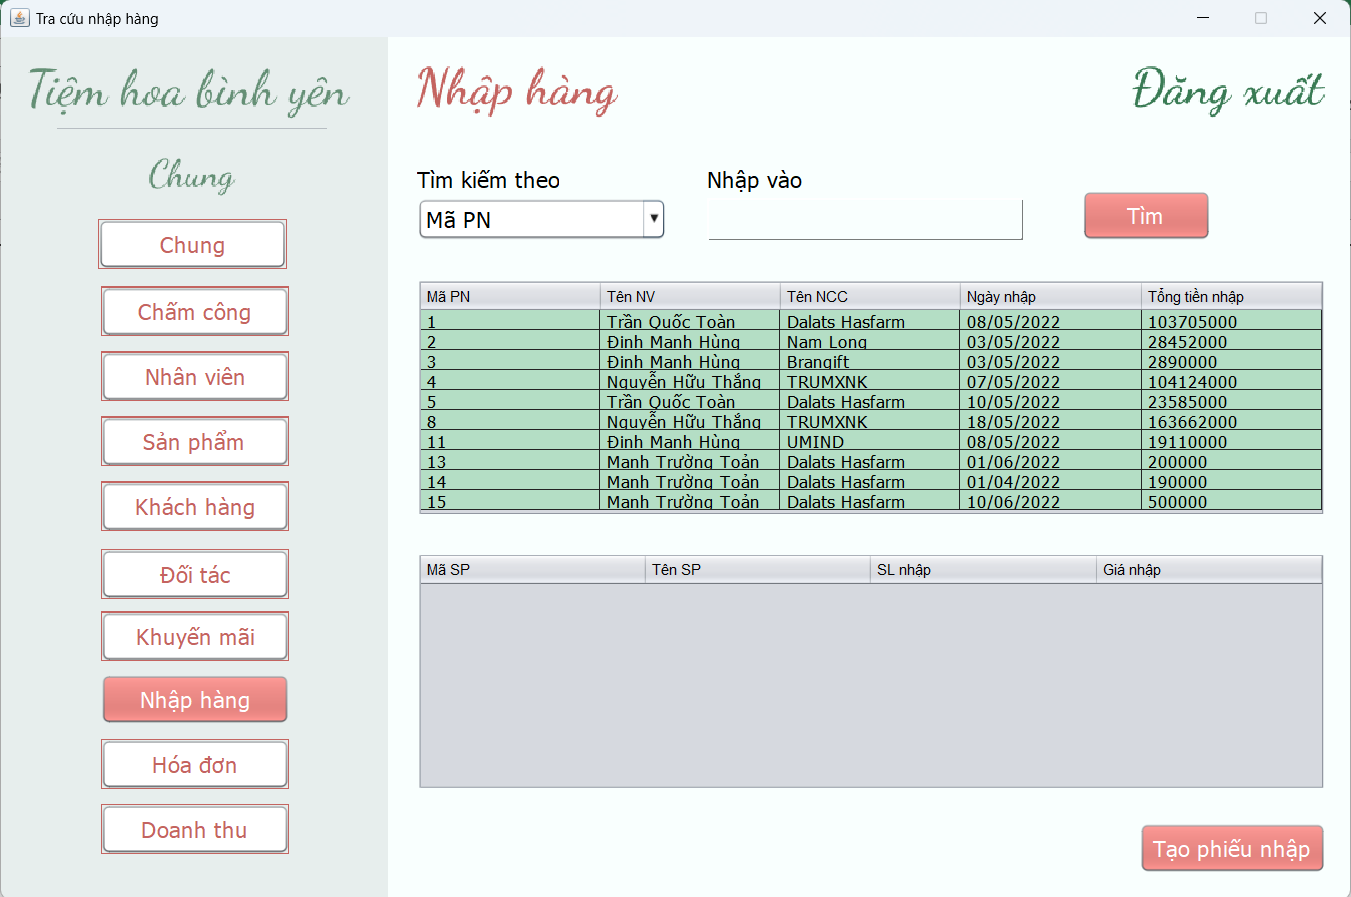 Tra cứu nhập hàng
Tiệm hoa bình yên
Chung
Chung
Chấm công
Nhân viên
Sản phẩm
Khách hàng
Đối tác
Khuyến mãi
Nhập hàng
Hóa đơn
Doanh thu
Nhập hàng
Đăng xuất
Tìm kiếm theo
Nhập vào
Mã PN
Tìm
Mã PN Tên NV Tên NCC Ngày nhập Tổng tiền nhập
1 Trần Quốc Toàn Dalats Hasfarm 08/05/2022 103705000
2 Đinh Manh Hùng Nam Long 03/05/2022 28452000
3 Đinh Manh Hùng Brangift 03/05/2022 2890000
4 Nguyễn Hữu Thắng TRUMXNK 07/05/2022 104124000
5 Trần Quốc Toàn Dalats Hasfarm 10/05/2022 23585000
8 Nguyễn Hữu Thắng TRUMXNK 18/05/2022 163662000
11 Đinh Manh Hùng UMIND 08/05/2022 19110000
13 Manh Trường Toản Dalats Hasfarm 01/06/2022 200000
14 Manh Trường Toản Dalats Hasfarm 01/04/2022 190000
15 Manh Trường Toản Dalats Hasfarm 10/06/2022 500000
Mã SP Tên SP SL nhập Giá nhập
Tạo phiếu nhập